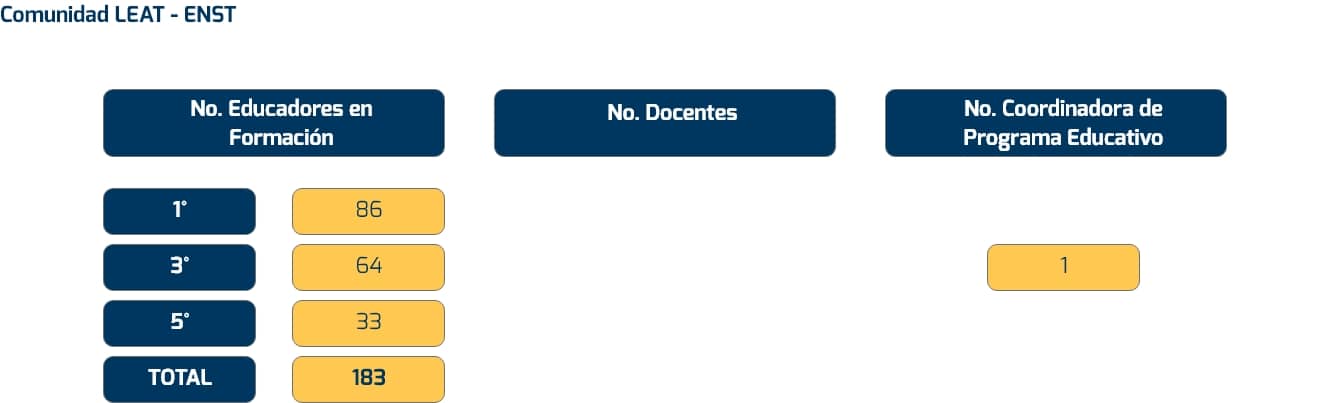 Comunidad LEAT - ENST
No. Educadores en
Formación
No. Docentes
No. Coordinadora de
Programa Educativo
1°
86
3°
64
1
5°
33
TOTAL
183